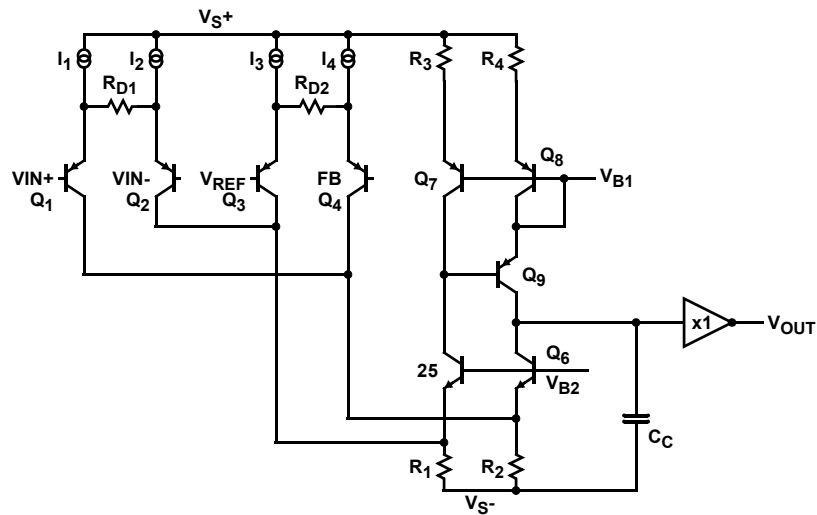 VS+
I1
I2
I3
I4
R3
R4
RD1
RD2
VIN+
Q1
VIN-
Q2
VREF
Q3
FB
Q4
Q7
Q8
VB1
Q9
x1
VOUT
25
Q6
VB2
CC
R1
R2
VS-